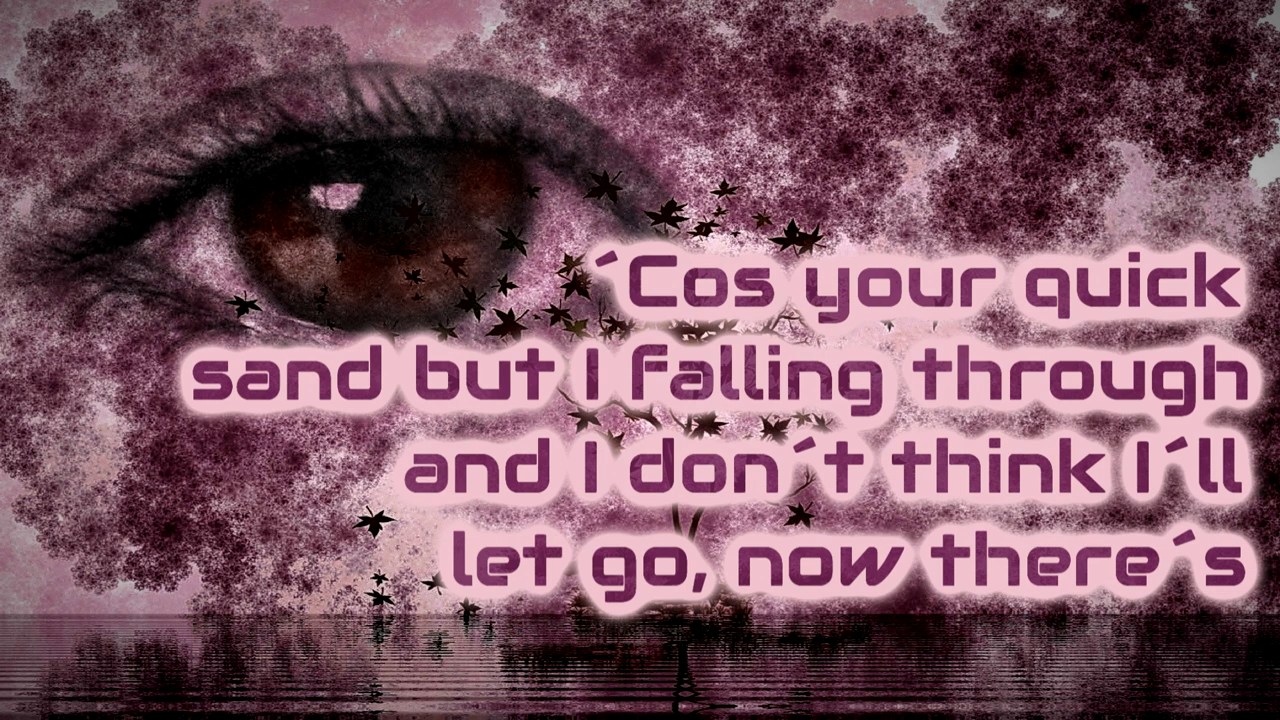 ´Cos your quick
sand but I falling through
and I don´t think I´ll
let go, now there´s